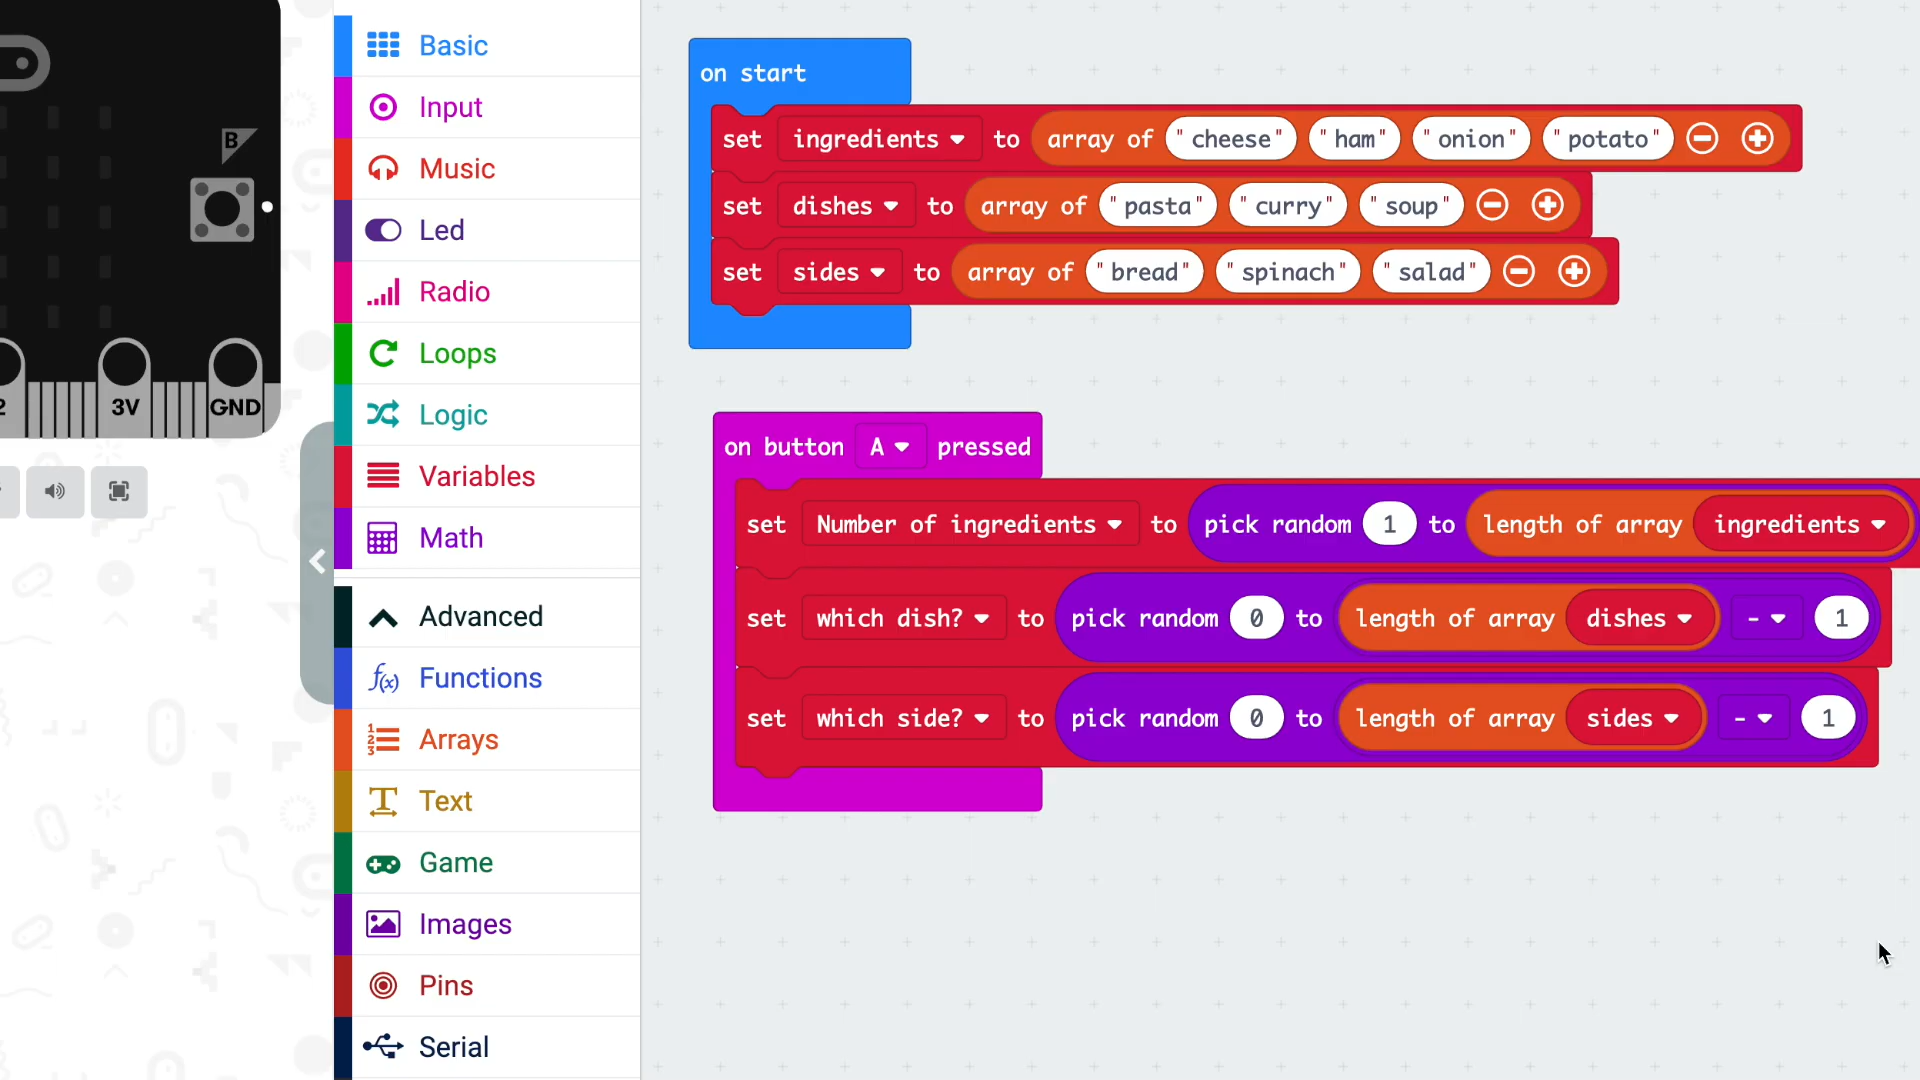 B
2 3V GND
Basic
Input
Music
Led
Radio
Loops
Logic
Variables
Math
Advanced
Functions
Arrays
Text
Game
Images
Pins
Serial
on start
set ingredients to array of "cheese" "ham" "onion" "potato"
set dishes to array of "pasta" "curry" "soup"
set sides to array of "bread" "spinach" "salad"
on button A pressed
set Number of ingredients to pick random 1 to length of array ingredients
set which dish? to pick random 0 to length of array dishes - 1
set which side? to pick random 0 to length of array sides - 1